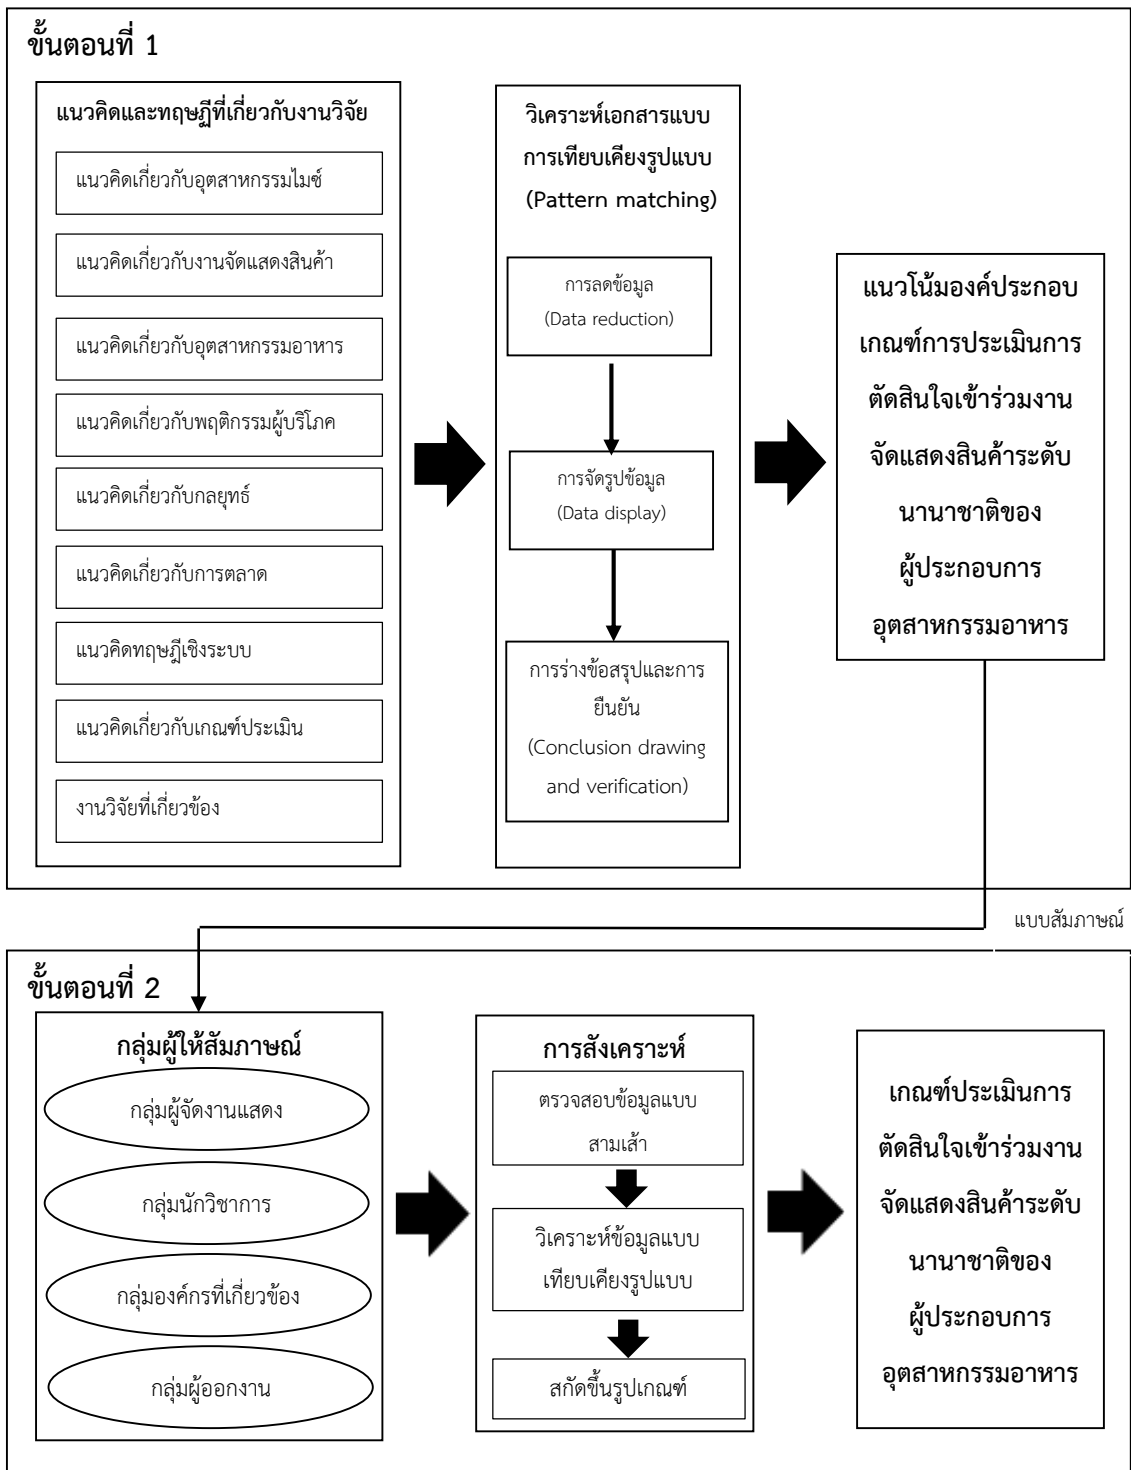 ขั้นตอนที่ 1
แนวคิดและทฤษฏีที่เกี่ยวกับงานวิจัย
แนวคิดเกี่ยวกับอุตสาหกรรมไมซ์
แนวคิดเกี่ยวกับงานจัดแสดงสินค้า
แนวคิดเกี่ยวกับอุตสาหกรรมอาหาร
แนวคิดเกี่ยวกับพฤติกรรมผู้บริโภค
แนวคิดเกี่ยวกับกลยุทธ์
แนวคิดเกี่ยวกับการตลาด
แนวคิดทฤษฎีเชิงระบบ
แนวคิดเกี่ยวกับเกณฑ์ประเมิน
งานวิจัยที่เกี่ยวข้อง
วิเคราะห์เอกสารแบบ
การเทียบเคียงรูปแบบ
(Pattern matching)
การลดข้อมูล
(Data reduction)
การจัดรูปข้อมูล
(Data display)
การร่างข้อสรุปและการ
ยืนยัน
(Conclusion drawing
and verification)
แนวโน้มองค์ประกอบ
เกณฑ์การประเมินการ
ตัดสินใจเข้าร่วมงาน
จัดแสดงสินค้าระดับ
นานาชาติของ
ผู้ประกอบการ
อุตสาหกรรมอาหาร
แบบสัมภาษณ์
ขั้นตอนที่ 2
กลุ่มผู้ให้สัมภาษณ์
กลุ่มผู้จัดงานแสดง
กลุ่มนักวิชาการ
กลุ่มองค์กรที่เกี่ยวข้อง
กลุ่มผู้ออกงาน
การสังเคราะห์
ตรวจสอบข้อมูลแบบ
สามเส้า
วิเคราะห์ข้อมูลแบบ
เทียบเคียงรูปแบบ
สกัดขึ้นรูปเกณฑ์
เกณฑ์ประเมินการ
ตัดสินใจเข้าร่วมงาน
จัดแสดงสินค้าระดับ
นานาชาติของ
ผู้ประกอบการ
อุตสาหกรรมอาหาร